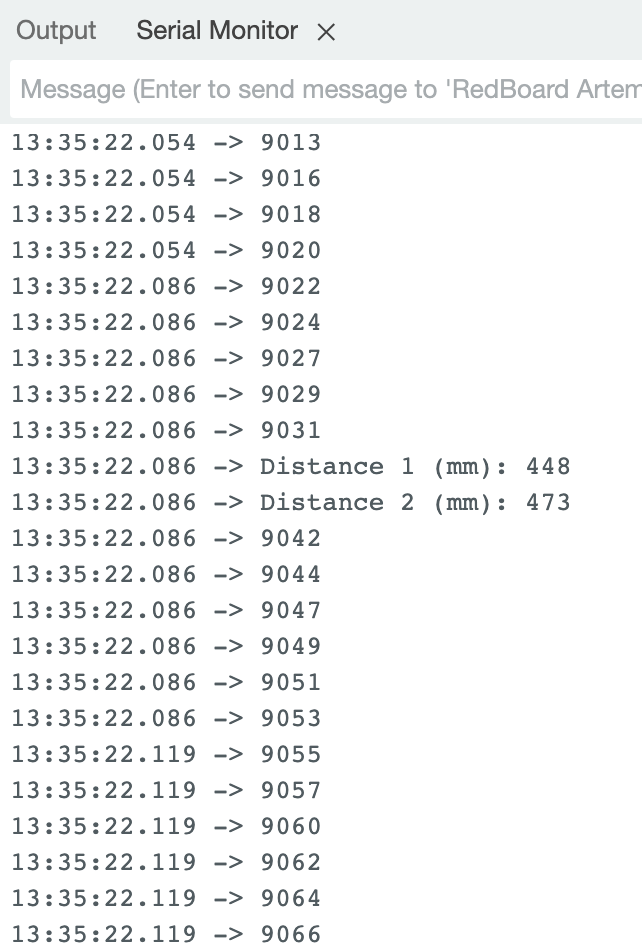 Output Serial Monitor ×
Message (Enter to send message to 'RedBoard Artem
13:35:22.054 -> 9013
13:35:22.054 -> 9016
13:35:22.054 -> 9018
13:35:22.054 -> 9020
13:35:22.086 -> 9022
13:35:22.086 -> 9024
13:35:22.086 -> 9027
13:35:22.086 -> 9029
13:35:22.086 -> 9031
13:35:22.086 -> Distance 1 (mm): 448
13:35:22.086 -> Distance 2 (mm): 473
13:35:22.086 -> 9042
13:35:22.086 -> 9044
13:35:22.086 -> 9047
13:35:22.086 -> 9049
13:35:22.086 -> 9051
13:35:22.086 -> 9053
13:35:22.119 -> 9055
13:35:22.119 -> 9057
13:35:22.119 -> 9060
13:35:22.119 -> 9062
13:35:22.119 -> 9064
13:35:22.119 -> 9066